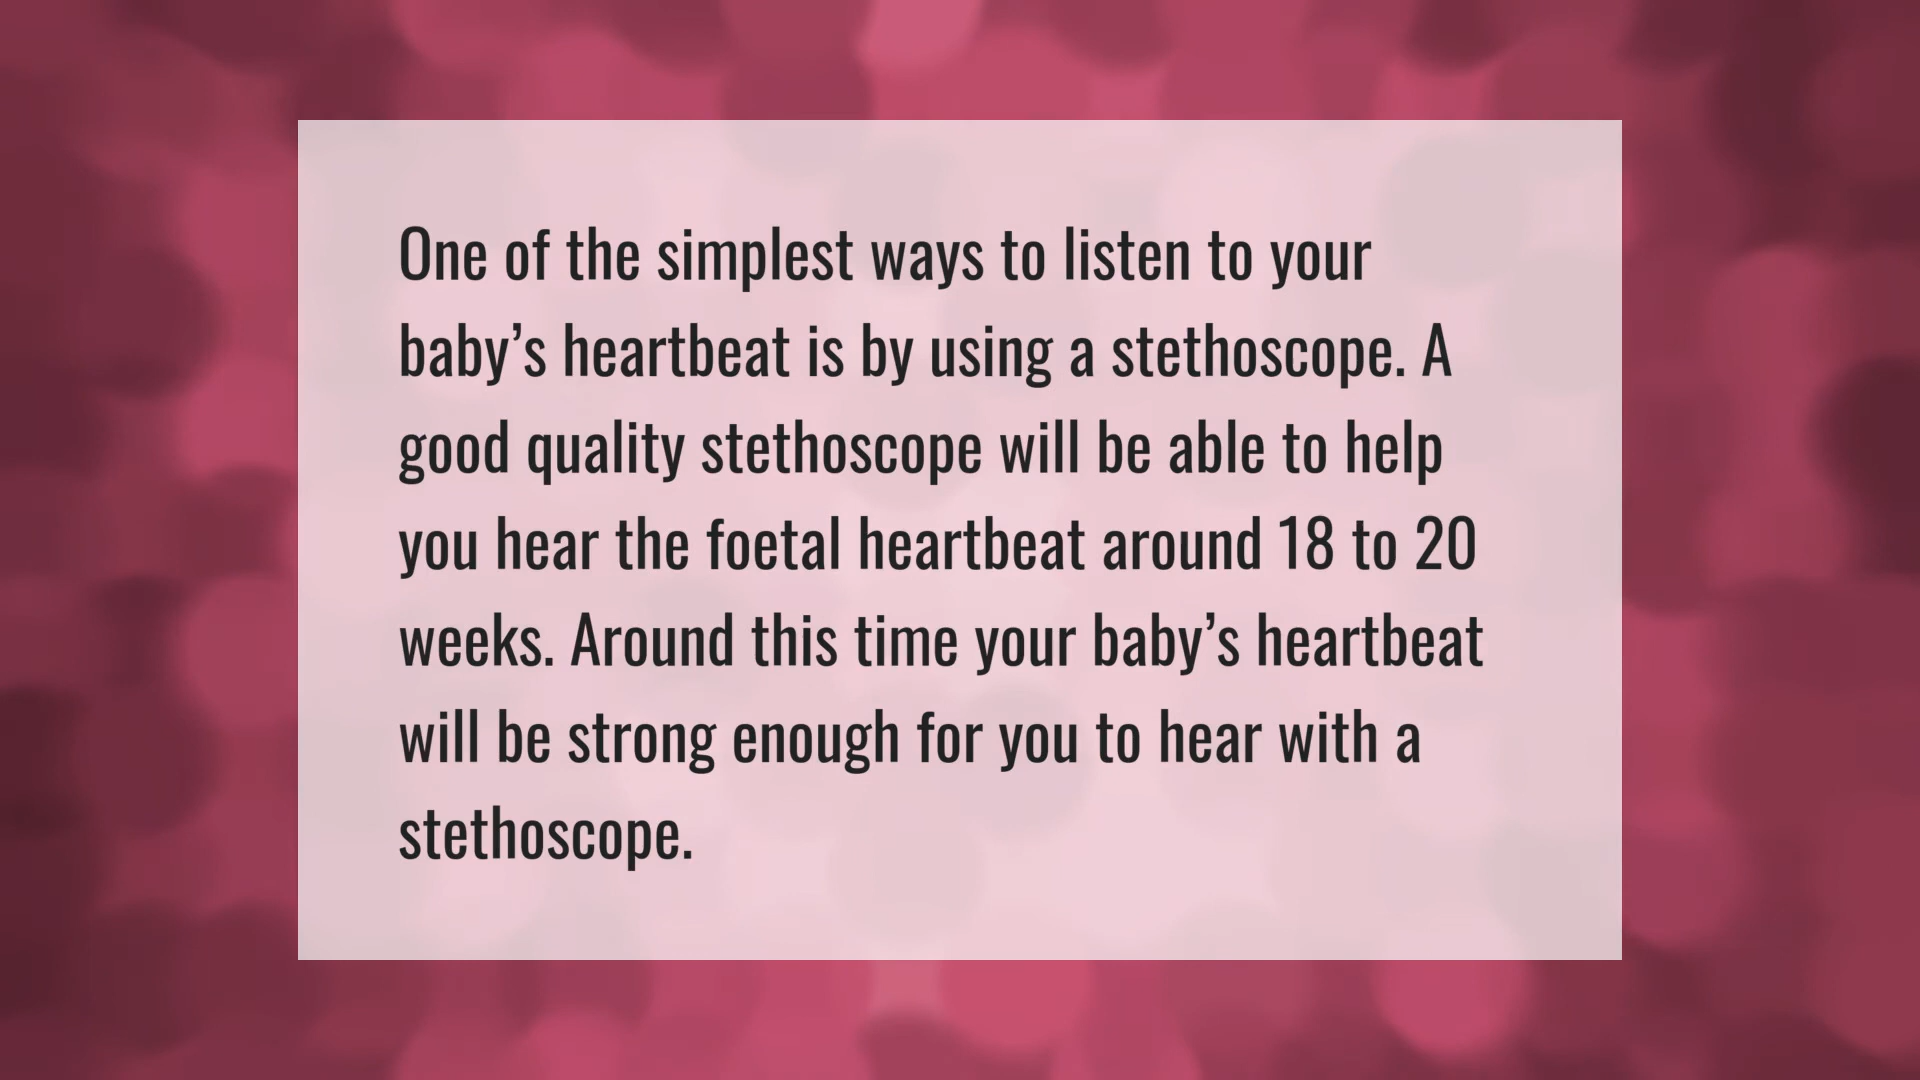 One of the simplest ways to listen to your
baby’s heartbeat is by using a stethoscope. A
good quality stethoscope will be able to help
you hear the foetal heartbeat around 18 to 20
weeks. Around this time your baby’s heartbeat
will be strong enough for you to hear with a
stethoscope.